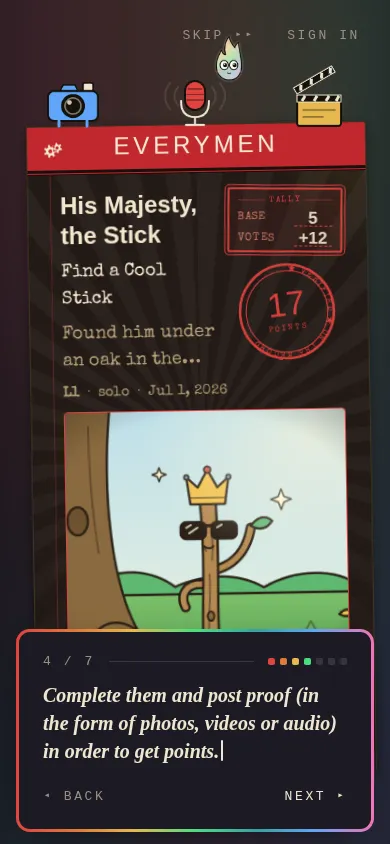 SKIP ▸▸ SIGN IN
EVERYMEN
His Majesty,
the Stick
Find a Cool
Stick
Found him under
an oak in the...
L1 · solo · Jul 1, 2026
TALLY
BASE 5
VOTES +12
17
POINTS
4 / 7
Complete them and post proof (in
the form of photos, videos or audio)
in order to get points.
◂ BACK NEXT ▸